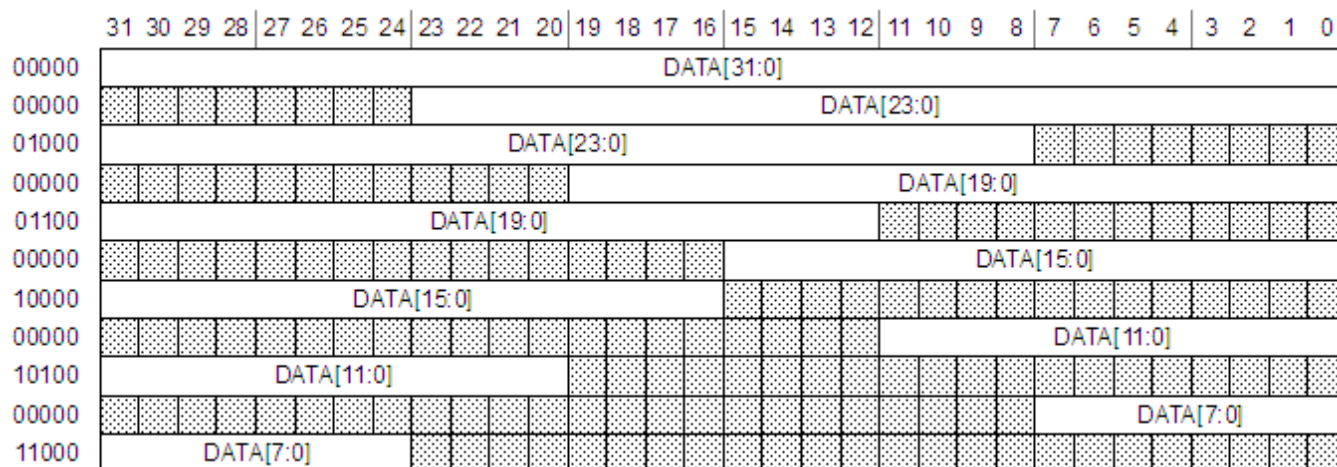 31 30 29 28 27 26 25 24 23 22 21 20 19 18 17 16 15 14 13 12 11 10 9 8 7 6 5 4 3 2 1 0
00000 DATA[31:0]
00000 DATA[23:0]
01000 DATA[23:0]
00000 DATA[19:0]
01100 DATA[19:0]
00000 DATA[15:0]
10000 DATA[15:0]
00000 DATA[11:0]
10100 DATA[11:0]
00000 DATA[7:0]
11000 DATA[7:0]